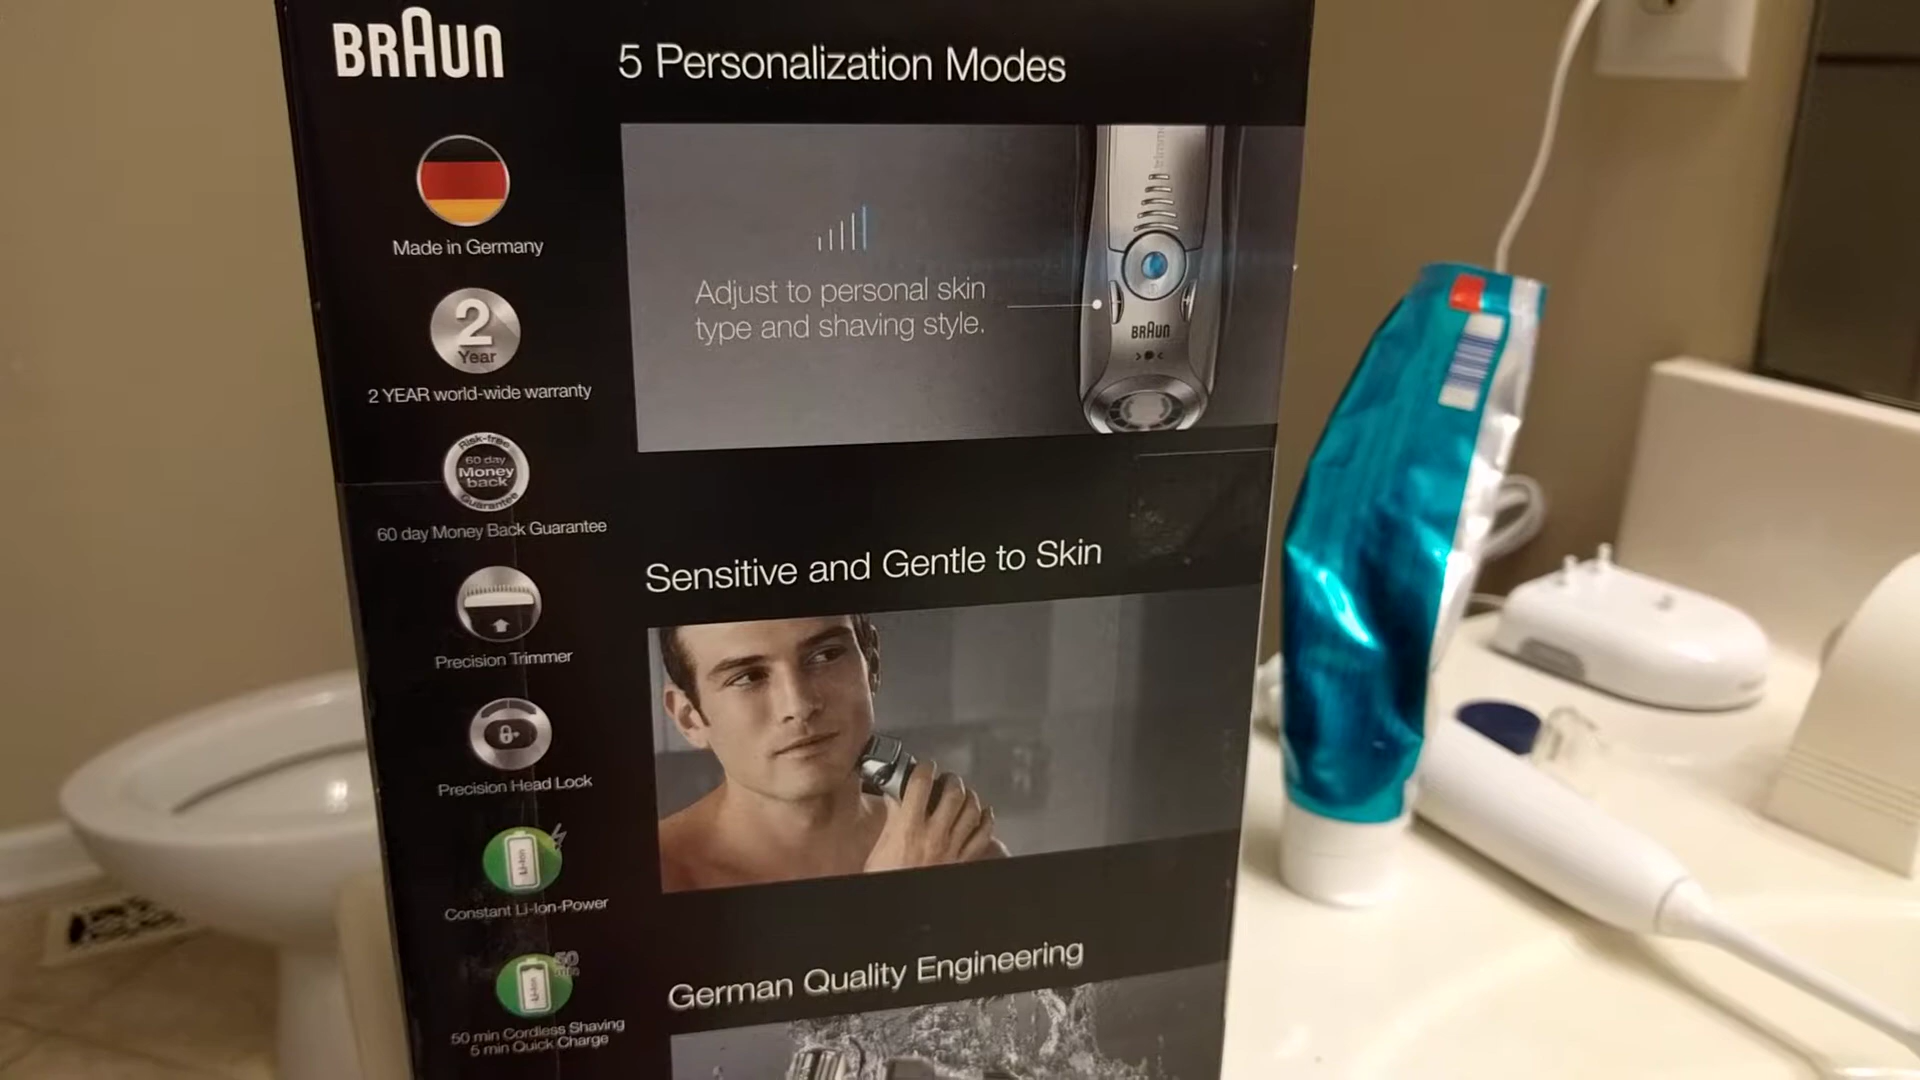 BRAUN
5 Personalization Modes
Made in Germany
2
Year
2 YEAR world-wide warranty
Risk-free
60 day
Money
back
Guarantee
60 day Money Back Guarantee
Precision Trimmer
Precision Head Lock
Li-Ion
Constant Li-Ion-Power
50
min
Li-Ion
50 min Cordless Shaving
5 min Quick Charge
Adjust to personal skin
type and shaving style.
BRAUN
Sensitive and Gentle to Skin
German Quality Engineering